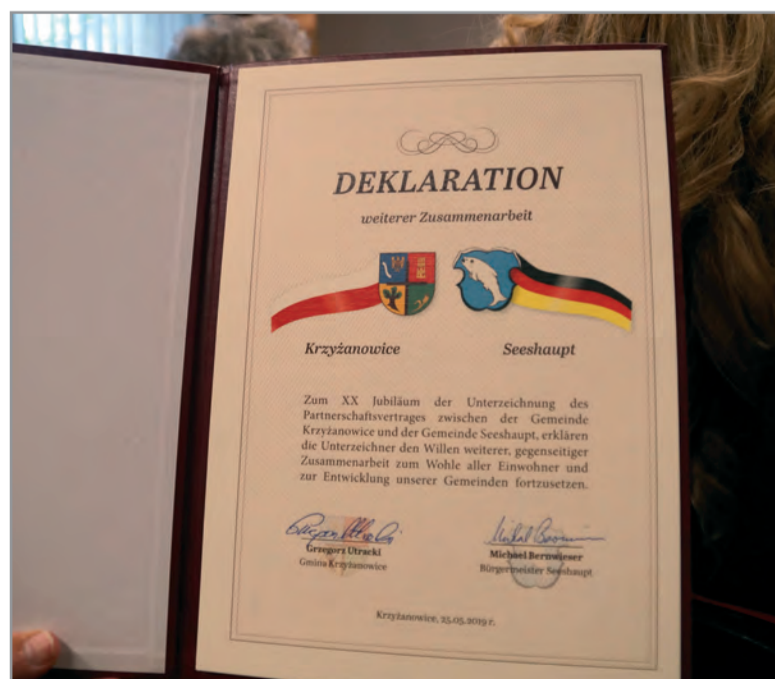 DEKLARATION
weiterer Zusammenarbeit
Krzyżanowice
Seeshaupt
Zum XX Jubiläum der Unterzeichnung des
Partnerschaftsvertrages zwischen der Gemeinde
Krzyżanowice und der Gemeinde Seeshaupt, erklären
die Unterzeichner den Willen weiterer, gegenseitiger
Zusammenarbeit zum Wohle aller Einwohner und
zur Entwicklung unserer Gemeinden fortzusetzen.
Grzegorz Utracki
Gmina Krzyżanowice
Michael Bernwieser
Bürgermeister Seeshaupt
Krzyżanowice, 25.05.2019 r.